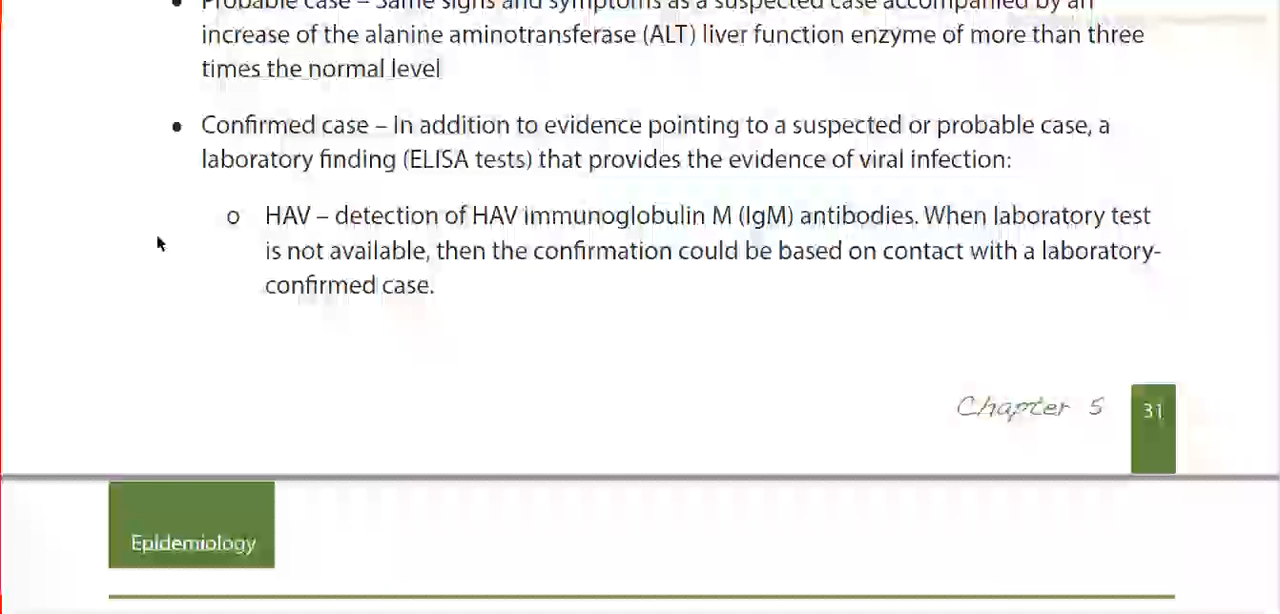 • Probable case – Same signs and symptoms as a suspected case accompanied by an
increase of the alanine aminotransferase (ALT) liver function enzyme of more than three
times the normal level
• Confirmed case – In addition to evidence pointing to a suspected or probable case, a
laboratory finding (ELISA tests) that provides the evidence of viral infection:
o HAV – detection of HAV immunoglobulin M (IgM) antibodies. When laboratory test
is not available, then the confirmation could be based on contact with a laboratory-
confirmed case.
Chapter 5
31
Epidemiology